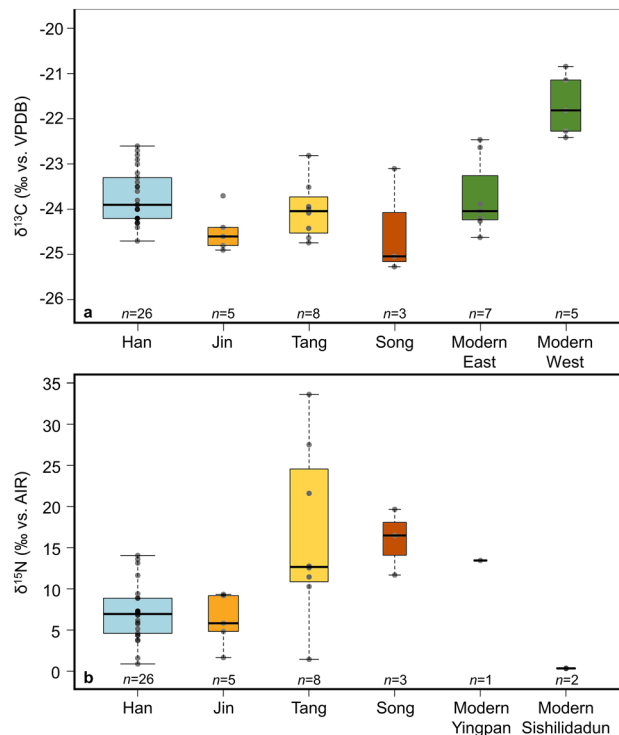 -20
-21
-22
-23
-24
-25
-26
δ¹³C (‰ vs. VPDB)
a n=26 n=5 n=8 n=3 n=7 n=5
Han Jin Tang Song Modern East Modern West
35
30
25
20
15
10
5
0
δ¹⁵N (‰ vs. AIR)
b n=26 n=5 n=8 n=3 n=1 n=2
Han Jin Tang Song Modern Yingpan Modern Sishilidadun